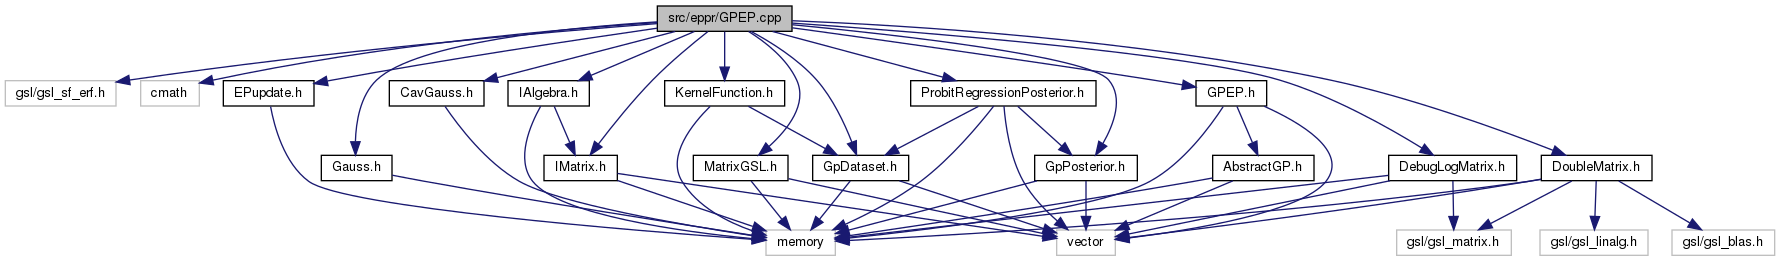 src/eppr/GPEP.cpp
gsl/gsl_sf_erf.h
cmath
EPupdate.h
CavGauss.h
IAlgebra.h
KernelFunction.h
ProbitRegressionPosterior.h
GPEP.h
Gauss.h
IMatrix.h
MatrixGSL.h
GpDataset.h
GpPosterior.h
AbstractGP.h
DebugLogMatrix.h
DoubleMatrix.h
memory
vector
gsl/gsl_matrix.h
gsl/gsl_linalg.h
gsl/gsl_blas.h